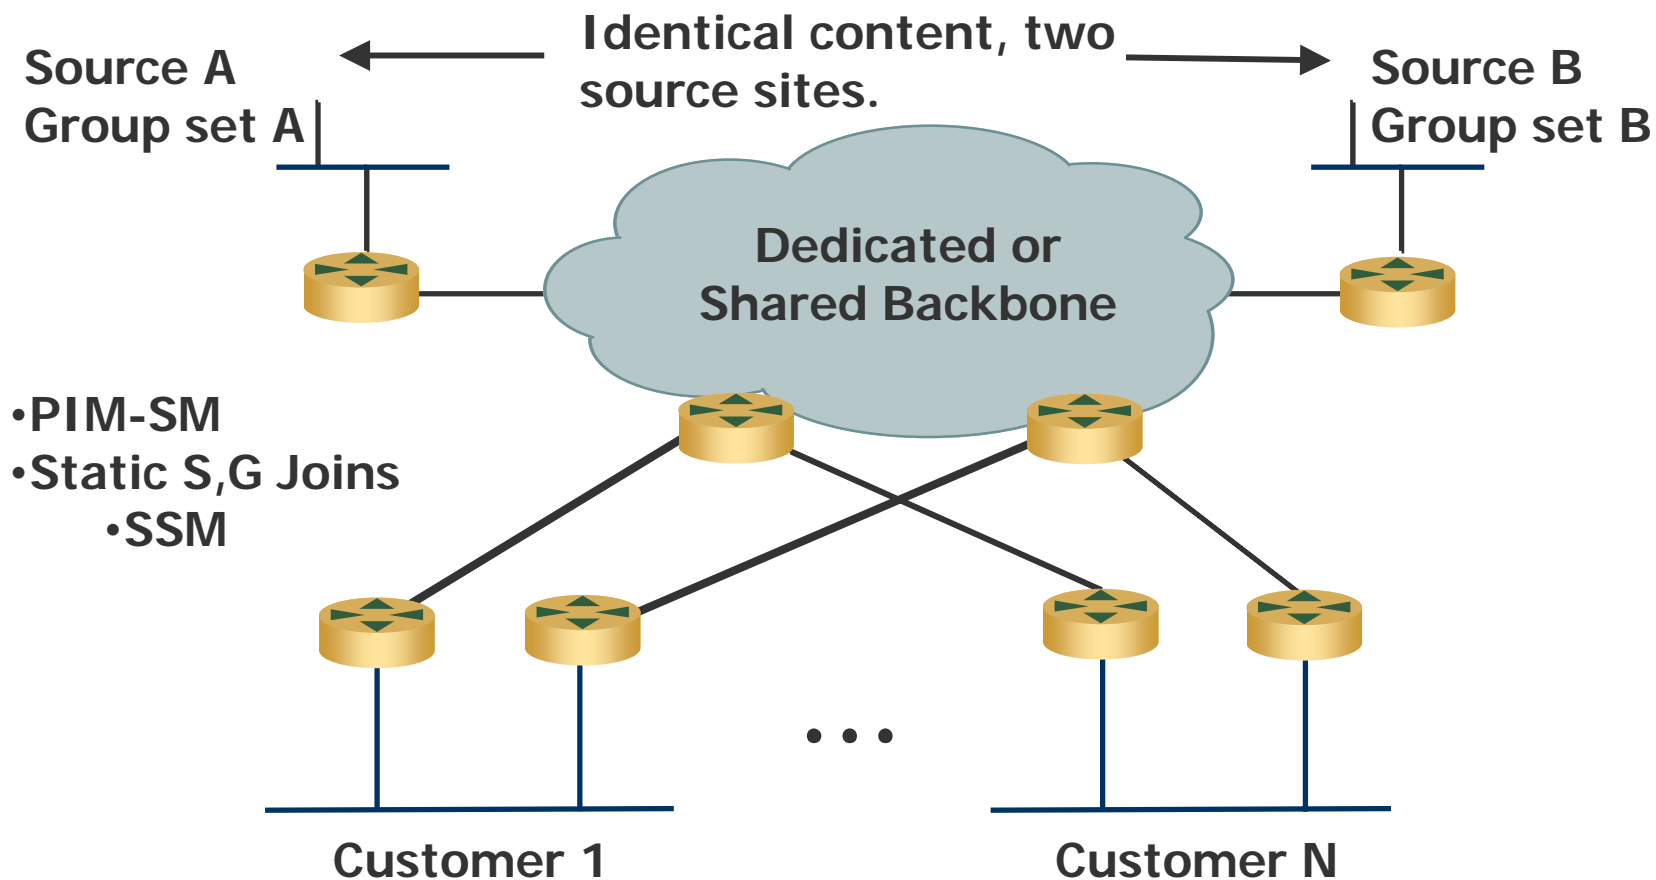 Identical content, two
source sites.
Source A
Group set A
Source B
Group set B
Dedicated or
Shared Backbone
•PIM-SM
•Static S,G Joins
•SSM
...
Customer 1
Customer N